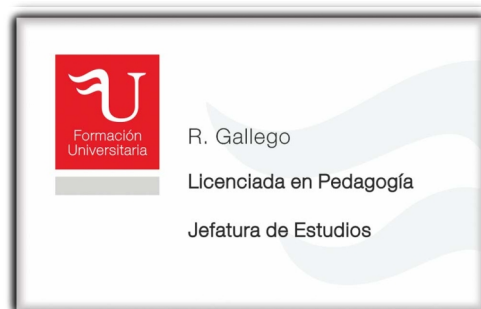 Formación
Universitaria
R. Gallego
Licenciada en Pedagogía
Jefatura de Estudios